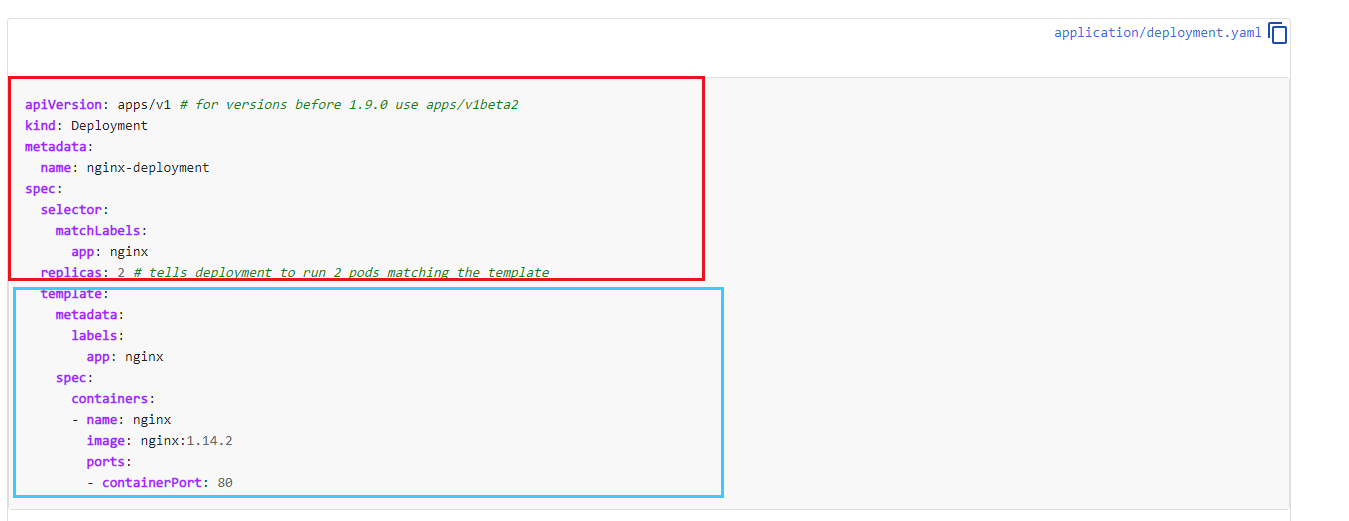 application/deployment.yaml
apiVersion: apps/v1 # for versions before 1.9.0 use apps/v1beta2
kind: Deployment
metadata:
  name: nginx-deployment
spec:
  selector:
    matchLabels:
      app: nginx
  replicas: 2 # tells deployment to run 2 pods matching the template
  template:
    metadata:
      labels:
        app: nginx
    spec:
      containers:
      - name: nginx
        image: nginx:1.14.2
        ports:
        - containerPort: 80